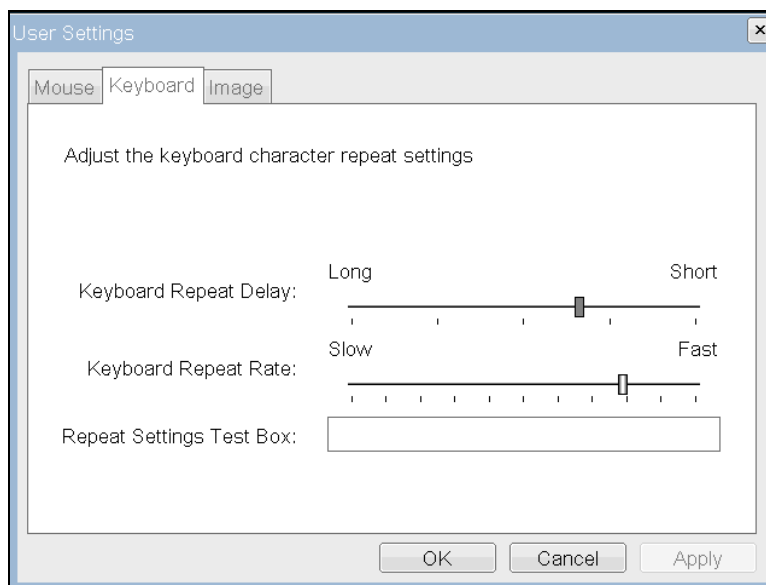 User Settings
Mouse Keyboard Image
Adjust the keyboard character repeat settings
Long Short
Keyboard Repeat Delay:
Slow Fast
Keyboard Repeat Rate:
Repeat Settings Test Box:
OK Cancel Apply